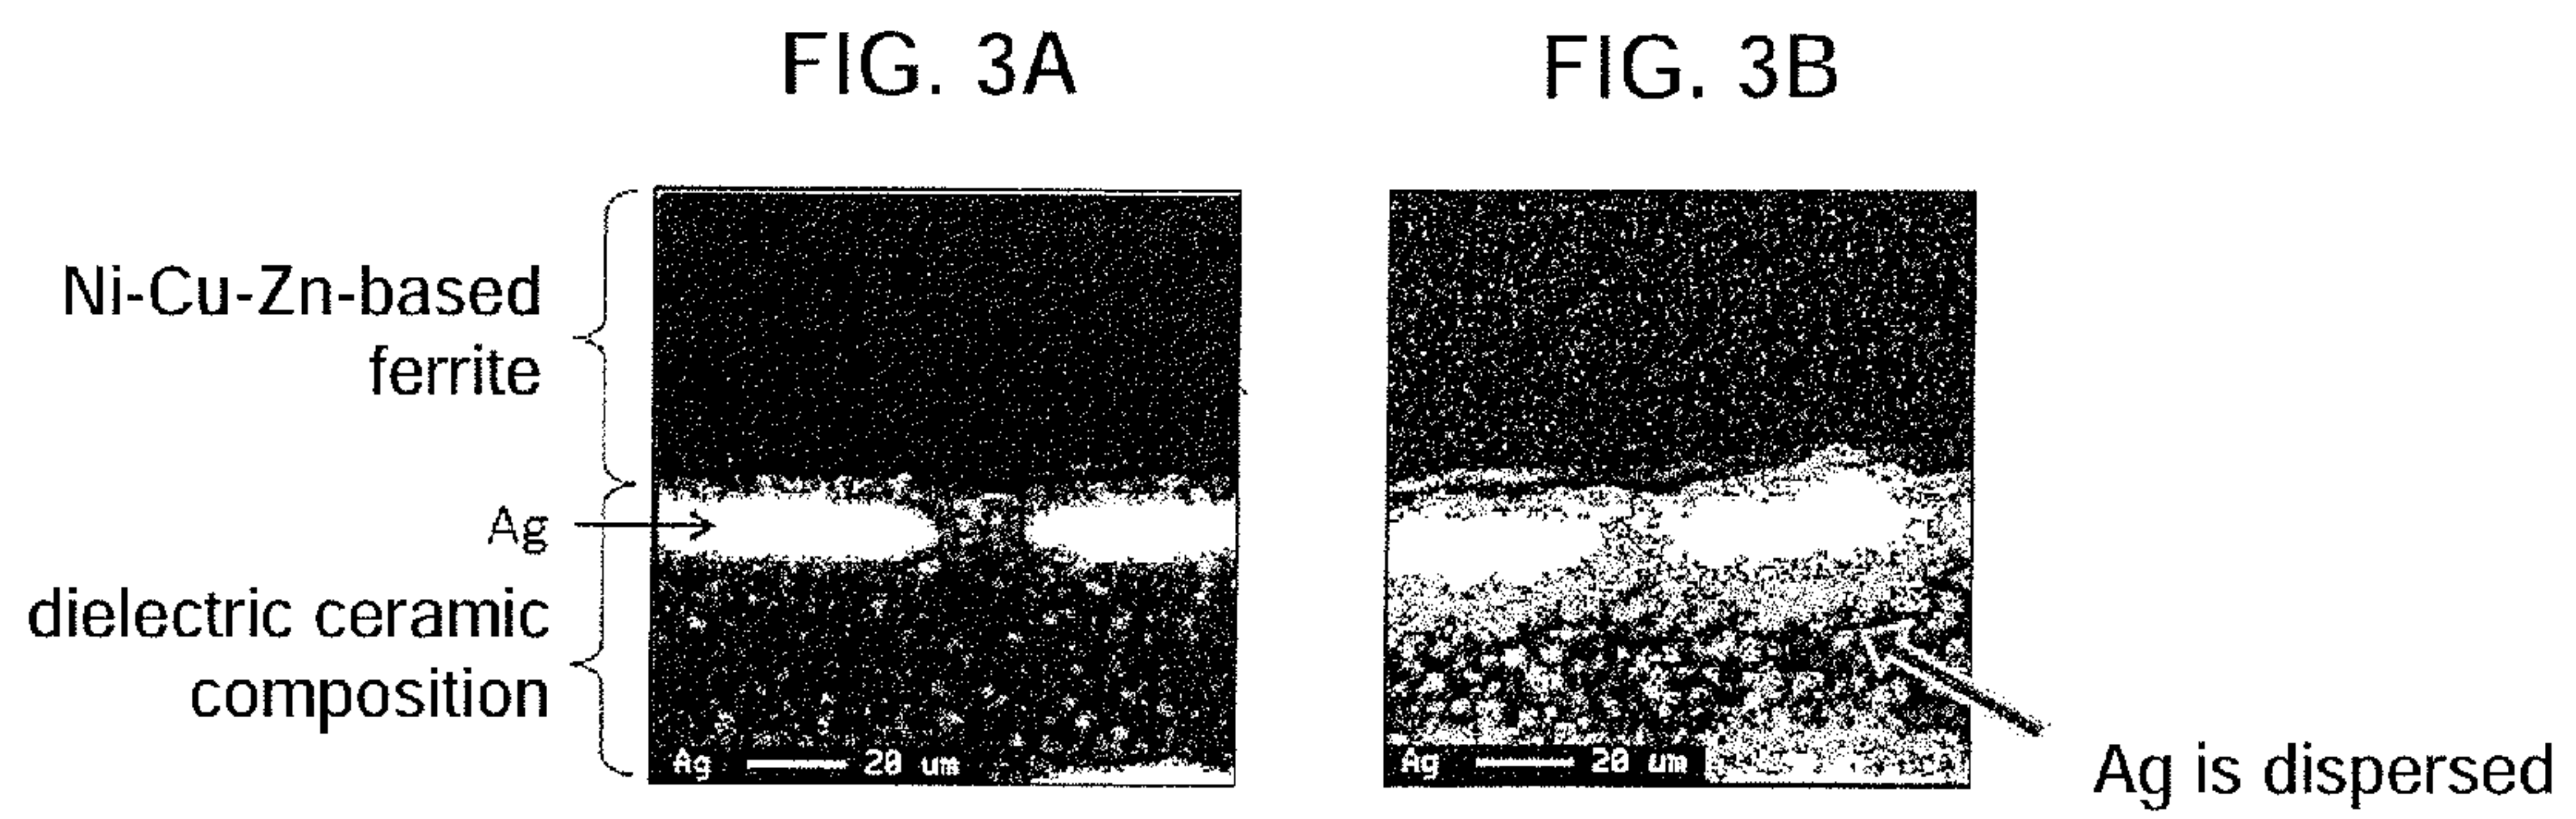 FIG. 3A
FIG. 3B
Ni-Cu-Zn-based
ferrite
Ag
dielectric ceramic
composition
Ag 20 um
Ag 20 um
Ag is dispersed